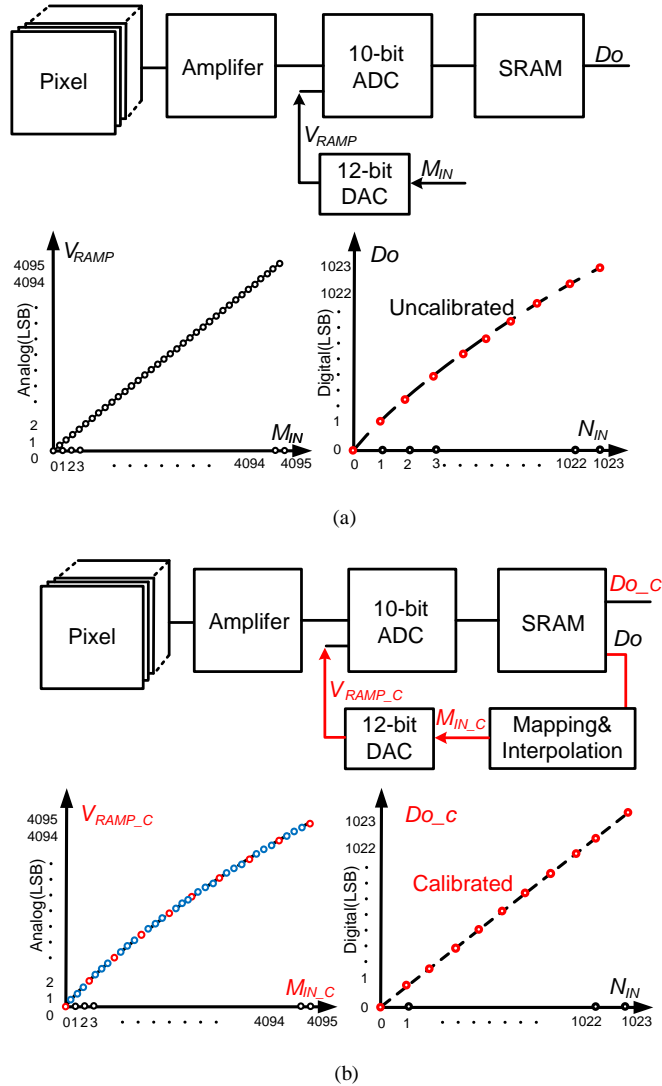 Pixel
Amplifer
10-bit
ADC
SRAM
Do
VRAMP
12-bit
DAC
MIN
VRAMP
4095
4094
Analog(LSB)
2
1
0
0123 . . . . . . . 4094 4095
MIN
Do
1023
1022
Digital(LSB)
1
0
Uncalibrated
NIN
0 1 2 3 . . . . . . . 1022 1023
(a)
Pixel
Amplifer
10-bit
ADC
SRAM
Do_C
Do
VRAMP_C
12-bit
DAC
MIN_C
Mapping&
Interpolation
VRAMP_C
4095
4094
Analog(LSB)
2
1
0
0123 . . . . . . . 4094 4095
MIN_C
Do_c
1023
1022
Digital(LSB)
1
0
Calibrated
NIN
0 1 . . . . . . . 1022 1023
(b)